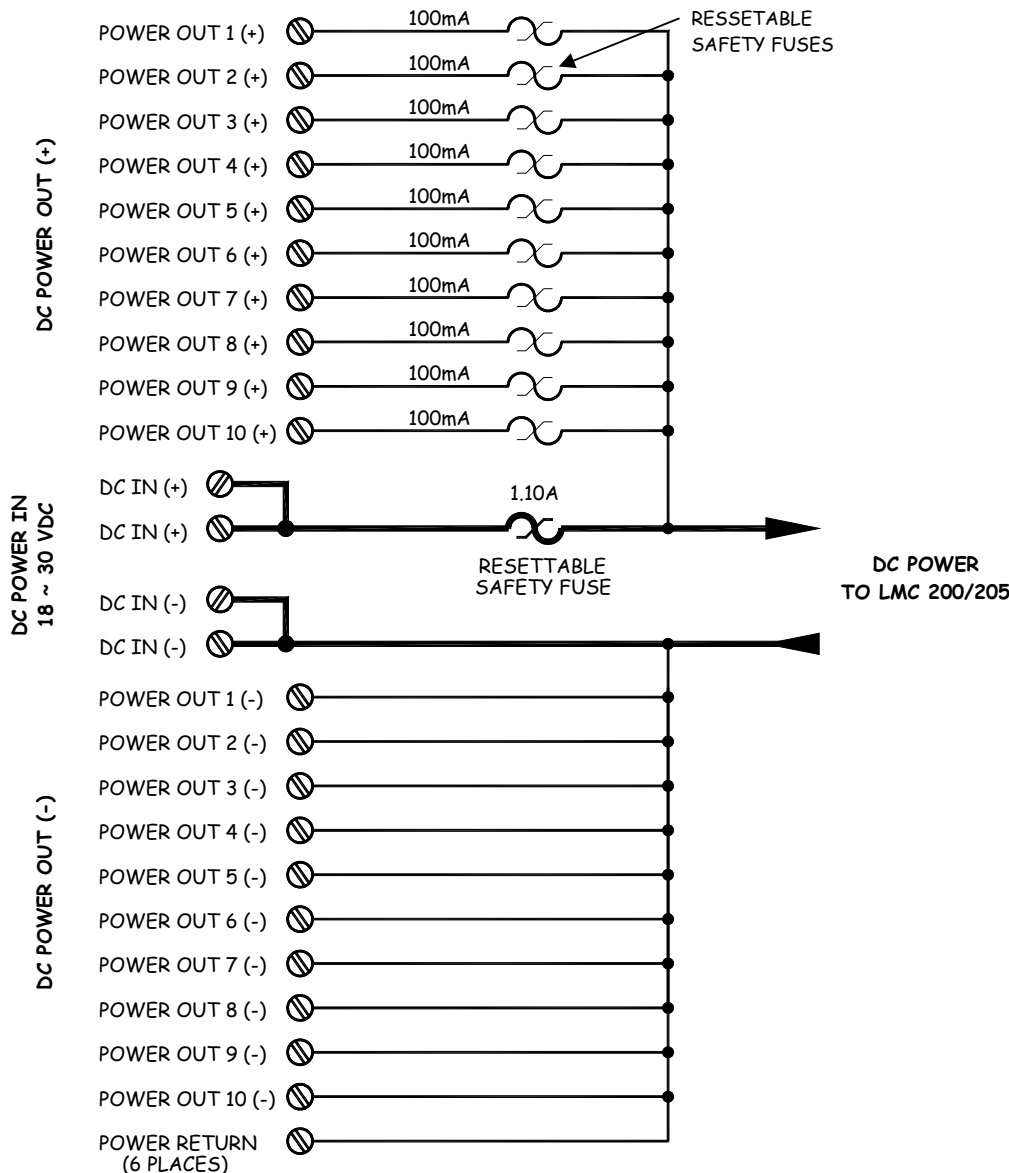 RESSETABLE
SAFETY FUSES
DC POWER OUT (+)
POWER OUT 1 (+)
100mA
POWER OUT 2 (+)
100mA
POWER OUT 3 (+)
100mA
POWER OUT 4 (+)
100mA
POWER OUT 5 (+)
100mA
POWER OUT 6 (+)
100mA
POWER OUT 7 (+)
100mA
POWER OUT 8 (+)
100mA
POWER OUT 9 (+)
100mA
POWER OUT 10 (+)
100mA
DC POWER IN
18 ~ 30 VDC
DC IN (+)
DC IN (+)
1.10A
RESETTABLE
SAFETY FUSE
DC IN (-)
DC IN (-)
DC POWER
TO LMC 200/205
DC POWER OUT (-)
POWER OUT 1 (-)
POWER OUT 2 (-)
POWER OUT 3 (-)
POWER OUT 4 (-)
POWER OUT 5 (-)
POWER OUT 6 (-)
POWER OUT 7 (-)
POWER OUT 8 (-)
POWER OUT 9 (-)
POWER OUT 10 (-)
POWER RETURN
(6 PLACES)